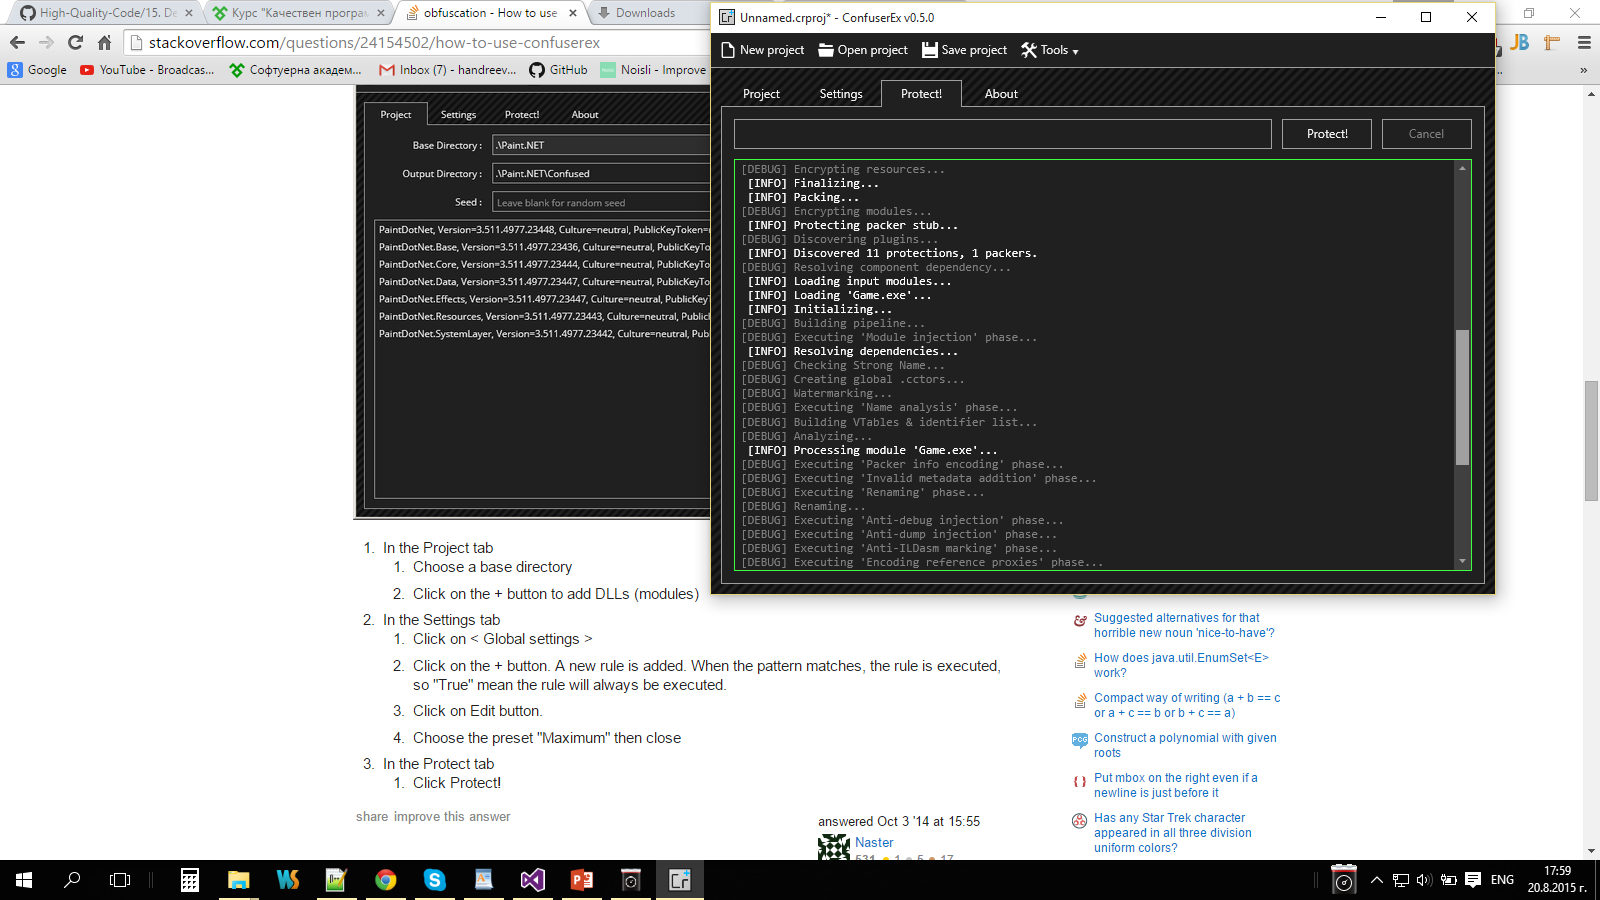 High-Quality-Code/15. De
Курс "Качествен програм
obfuscation - How to use
Downloads
stackoverflow.com/questions/24154502/how-to-use-confuserex
Google
YouTube - Broadcas...
Софтуерна академ...
Inbox (7) - handreev...
GitHub
Noisli - Improve
»
Project
Settings
Protect!
About
Base Directory :
.\Paint.NET
Output Directory :
.\Paint.NET\Confused
Seed :
Leave blank for random seed
PaintDotNet, Version=3.511.4977.23448, Culture=neutral, PublicKeyToken=
PaintDotNet.Base, Version=3.511.4977.23436, Culture=neutral, PublicKeyTo
PaintDotNet.Core, Version=3.511.4977.23444, Culture=neutral, PublicKeyTo
PaintDotNet.Data, Version=3.511.4977.23447, Culture=neutral, PublicKeyTo
PaintDotNet.Effects, Version=3.511.4977.23447, Culture=neutral, PublicKey
PaintDotNet.Resources, Version=3.511.4977.23443, Culture=neutral, Public
PaintDotNet.SystemLayer, Version=3.511.4977.23442, Culture=neutral, Pub
1. In the Project tab
1. Choose a base directory
2. Click on the + button to add DLLs (modules)
2. In the Settings tab
1. Click on < Global settings >
2. Click on the + button. A new rule is added. When the pattern matches, the rule is executed,
so "True" mean the rule will always be executed.
3. Click on Edit button.
4. Choose the preset "Maximum" then close
3. In the Protect tab
1. Click Protect!
share improve this answer
answered Oct 3 '14 at 15:55
Naster
531 1 5 17
Unnamed.crproj* - ConfuserEx v0.5.0
New project
Open project
Save project
Tools
Project
Settings
Protect!
About
Protect!
Cancel
[DEBUG] Encrypting resources...
[INFO] Finalizing...
[INFO] Packing...
[DEBUG] Encrypting modules...
[INFO] Protecting packer stub...
[DEBUG] Discovering plugins...
[INFO] Discovered 11 protections, 1 packers.
[DEBUG] Resolving component dependency...
[INFO] Loading input modules...
[INFO] Loading 'Game.exe'...
[INFO] Initializing...
[DEBUG] Building pipeline...
[DEBUG] Executing 'Module injection' phase...
[INFO] Resolving dependencies...
[DEBUG] Checking Strong Name...
[DEBUG] Creating global .cctors...
[DEBUG] Watermarking...
[DEBUG] Executing 'Name analysis' phase...
[DEBUG] Building VTables & identifier list...
[DEBUG] Analyzing...
[INFO] Processing module 'Game.exe'...
[DEBUG] Executing 'Packer info encoding' phase...
[DEBUG] Executing 'Invalid metadata addition' phase...
[DEBUG] Executing 'Renaming' phase...
[DEBUG] Renaming...
[DEBUG] Executing 'Anti-debug injection' phase...
[DEBUG] Executing 'Anti-dump injection' phase...
[DEBUG] Executing 'Anti-ILDasm marking' phase...
[DEBUG] Executing 'Encoding reference proxies' phase...
Suggested alternatives for that
horrible new noun 'nice-to-have'?
How does java.util.EnumSet<E>
work?
Compact way of writing (a + b == c
or a + c == b or b + c == a)
PCG
Construct a polynomial with given
roots
Put mbox on the right even if a
newline is just before it
Has any Star Trek character
appeared in all three division
uniform colors?
JB
ENG
17:59
20.8.2015 г.